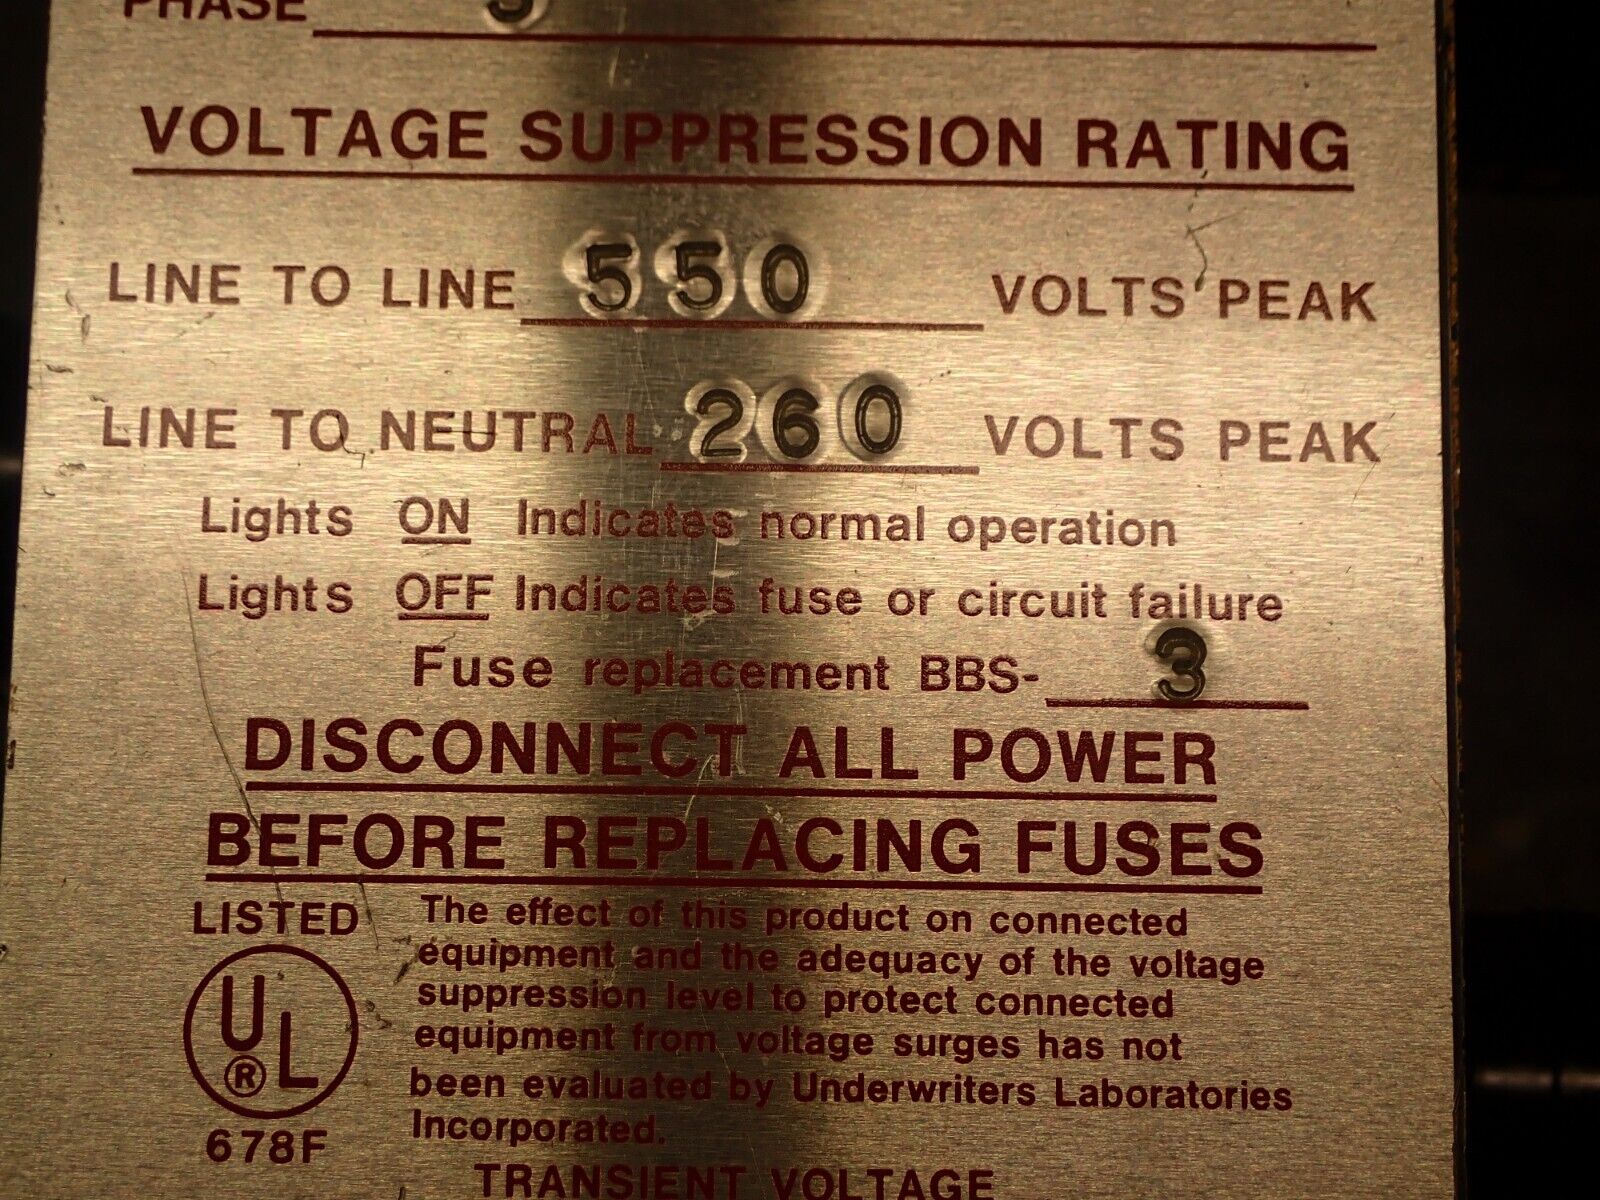 PHASE 3
VOLTAGE SUPPRESSION RATING
LINE TO LINE 550 VOLTS PEAK
LINE TO NEUTRAL 260 VOLTS PEAK
Lights ON Indicates normal operation
Lights OFF Indicates fuse or circuit failure
Fuse replacement BBS- 3
DISCONNECT ALL POWER
BEFORE REPLACING FUSES
LISTED
UL
®
678F
The effect of this product on connected
equipment and the adequacy of the voltage
suppression level to protect connected
equipment from voltage surges has not
been evaluated by Underwriters Laboratories
Incorporated.
TRANSIENT VOLTAGE